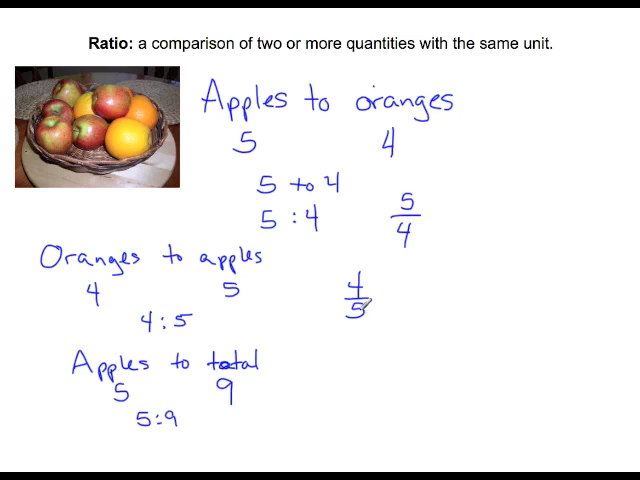 Ratio: a comparison of two or more quantities with the same unit.
Apples to oranges
5 4
5 to 4
5 : 4
5/4
Oranges to apples
4 5
4 : 5
4/5
Apples to total
5 9
5:9